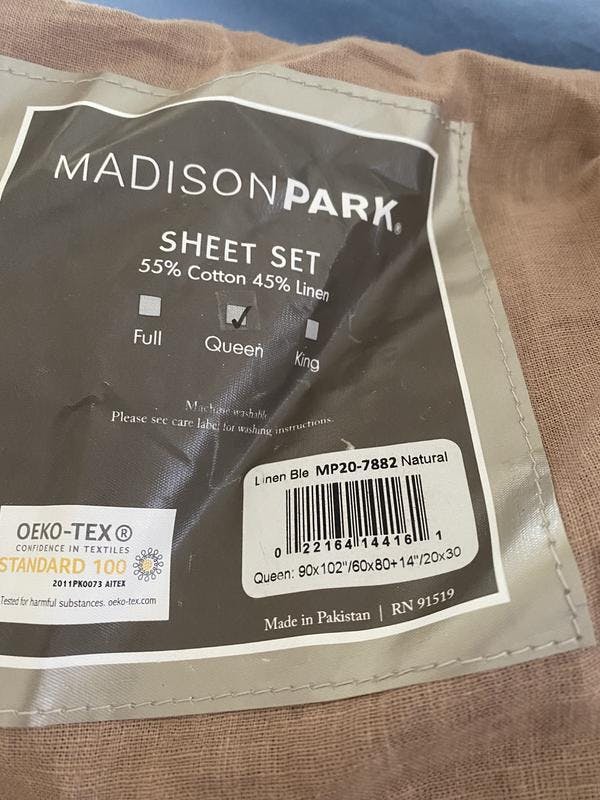 MADISONPARK®
SHEET SET
55% Cotton 45% Linen
✓
Full
Queen
King
Machine washable
Please see care label for washing instructions.
OEKO-TEX®
CONFIDENCE IN TEXTILES
STANDARD 100
2011PK0073 AITEX
Tested for harmful substances. oeko-tex.com
Linen Ble MP20-7882 Natural
0 22164 14416 1
Queen: 90x102"/60x80+14"/20x30
Made in Pakistan | RN 91519